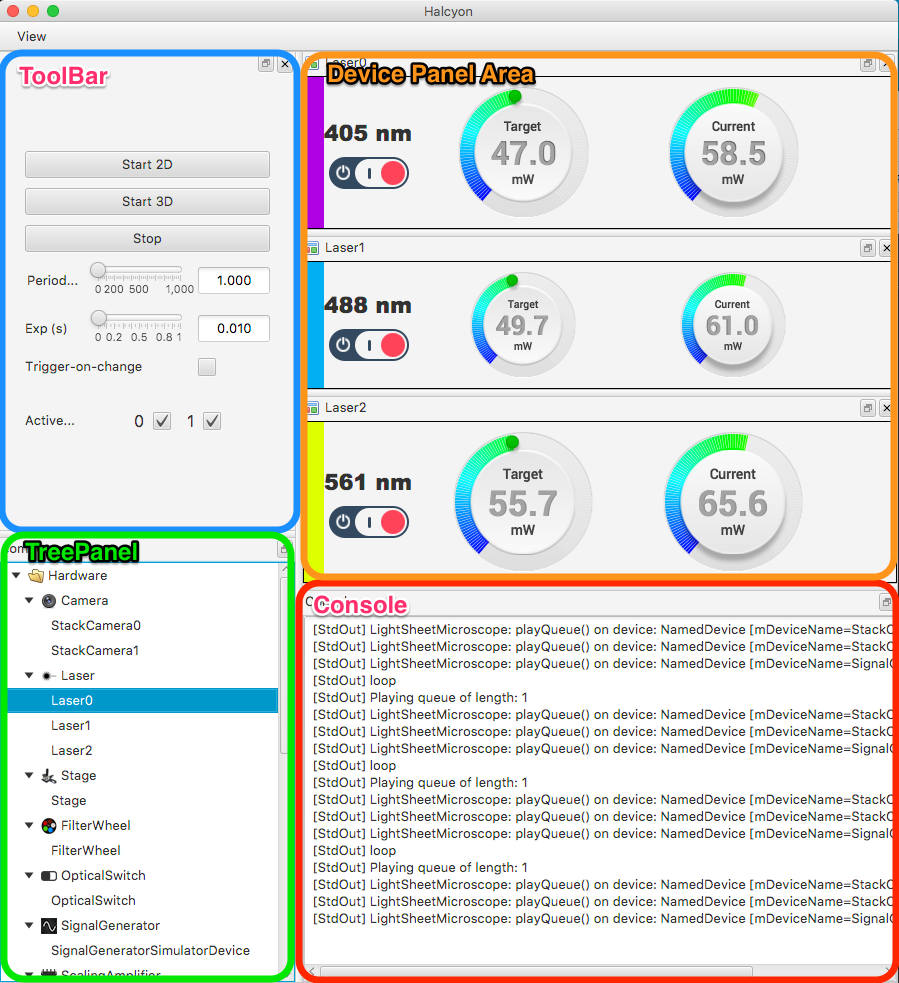 Halcyon
View
ToolBar
Start 2D
Start 3D
Stop
Period...
0 200 500 1,000
1.000
Exp (s)
0 0.2 0.5 0.8 1
0.010
Trigger-on-change
Active...
0
1
Laser0
Device Panel Area
405 nm
Target
47.0
mW
Current
58.5
mW
Laser1
488 nm
Target
49.7
mW
Current
61.0
mW
Laser2
561 nm
Target
55.7
mW
Current
65.6
mW
TreePanel
Hardware
Camera
StackCamera0
StackCamera1
Laser
Laser0
Laser1
Laser2
Stage
Stage
FilterWheel
FilterWheel
OpticalSwitch
OpticalSwitch
SignalGenerator
SignalGeneratorSimulatorDevice
ScalingAmplifier
Console
[StdOut] LightSheetMicroscope: playQueue() on device: NamedDevice [mDeviceName=StackC
[StdOut] LightSheetMicroscope: playQueue() on device: NamedDevice [mDeviceName=StackC
[StdOut] LightSheetMicroscope: playQueue() on device: NamedDevice [mDeviceName=SignalG
[StdOut] loop
[StdOut] Playing queue of length: 1
[StdOut] LightSheetMicroscope: playQueue() on device: NamedDevice [mDeviceName=StackC
[StdOut] LightSheetMicroscope: playQueue() on device: NamedDevice [mDeviceName=StackC
[StdOut] LightSheetMicroscope: playQueue() on device: NamedDevice [mDeviceName=SignalG
[StdOut] loop
[StdOut] Playing queue of length: 1
[StdOut] LightSheetMicroscope: playQueue() on device: NamedDevice [mDeviceName=StackC
[StdOut] LightSheetMicroscope: playQueue() on device: NamedDevice [mDeviceName=StackC
[StdOut] LightSheetMicroscope: playQueue() on device: NamedDevice [mDeviceName=SignalG
[StdOut] loop
[StdOut] Playing queue of length: 1
[StdOut] LightSheetMicroscope: playQueue() on device: NamedDevice [mDeviceName=StackC
[StdOut] LightSheetMicroscope: playQueue() on device: NamedDevice [mDeviceName=StackC
[StdOut] LightSheetMicroscope: playQueue() on device: NamedDevice [mDeviceName=SignalG